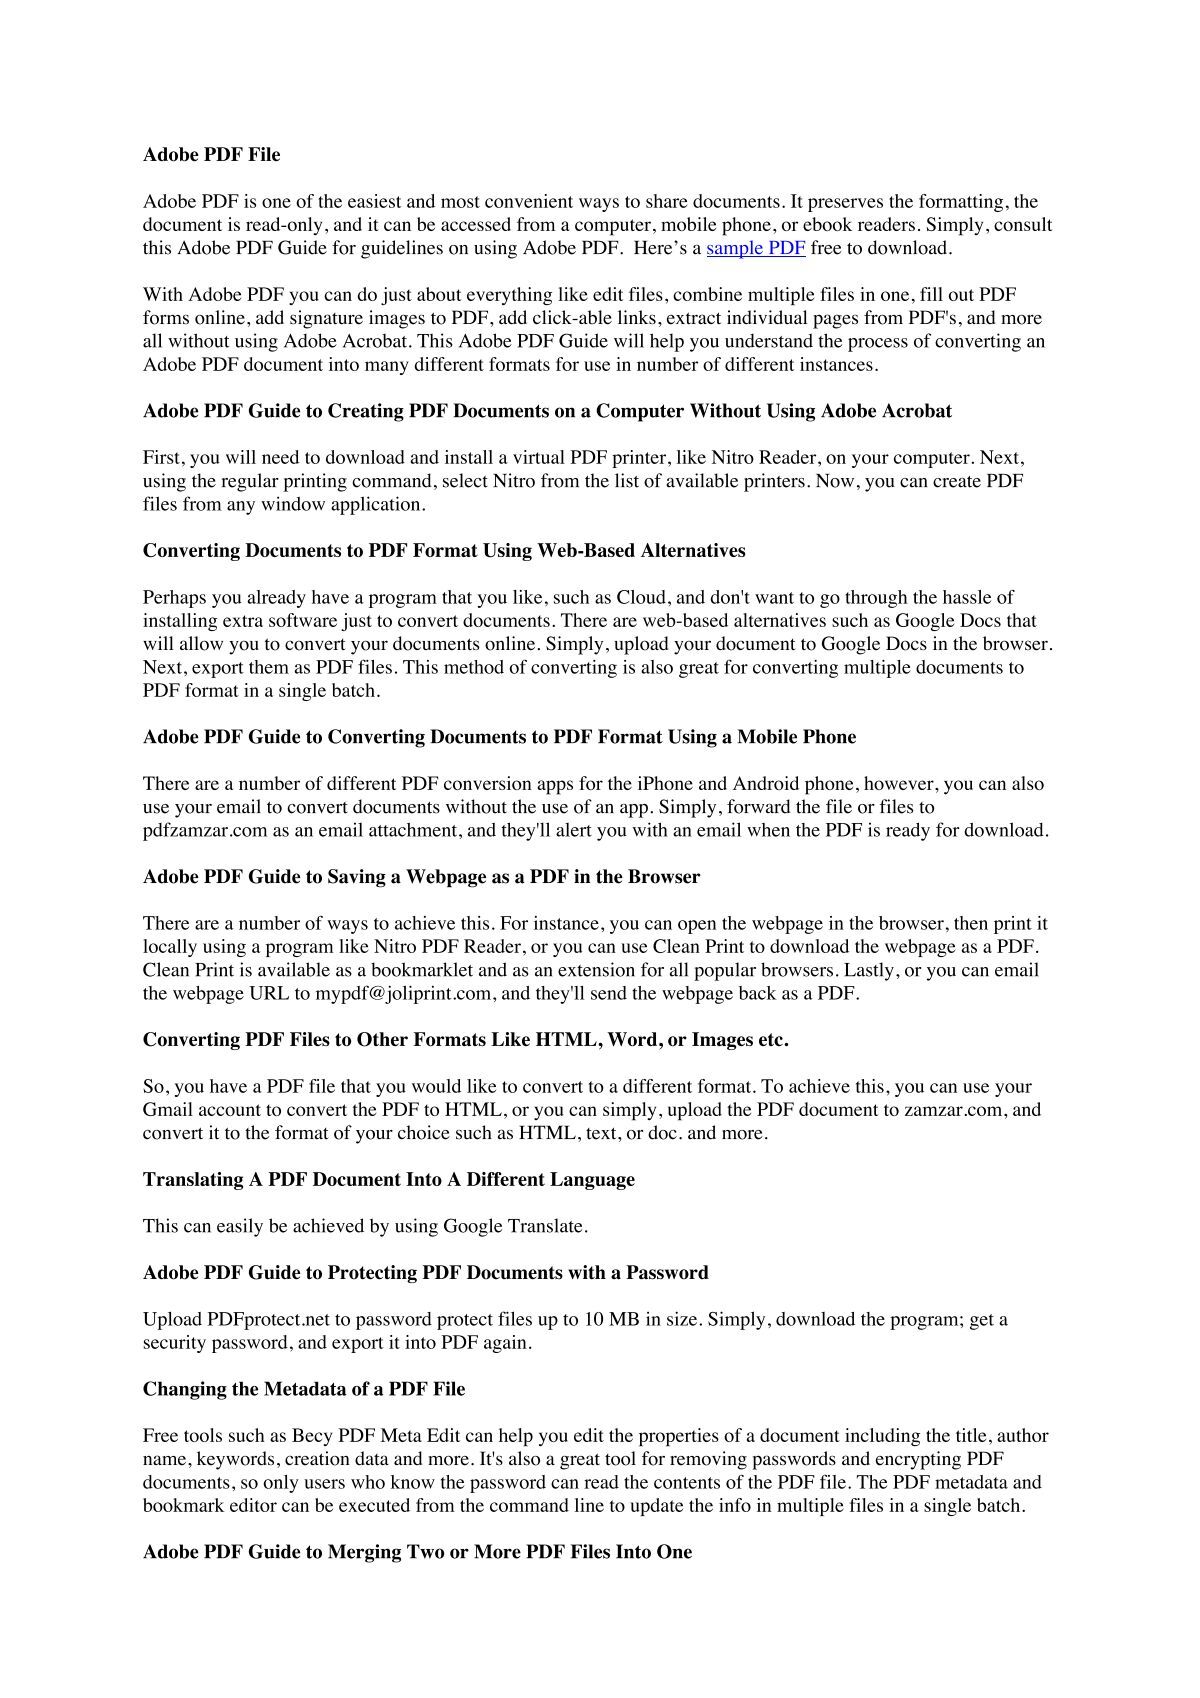 Adobe PDF File
Adobe PDF is one of the easiest and most convenient ways to share documents. It preserves the formatting, the
document is read-only, and it can be accessed from a computer, mobile phone, or ebook readers. Simply, consult
this Adobe PDF Guide for guidelines on using Adobe PDF.  Here’s a sample PDF free to download.
With Adobe PDF you can do just about everything like edit files, combine multiple files in one, fill out PDF
forms online, add signature images to PDF, add click-able links, extract individual pages from PDF's, and more
all without using Adobe Acrobat. This Adobe PDF Guide will help you understand the process of converting an
Adobe PDF document into many different formats for use in number of different instances.
Adobe PDF Guide to Creating PDF Documents on a Computer Without Using Adobe Acrobat
First, you will need to download and install a virtual PDF printer, like Nitro Reader, on your computer. Next,
using the regular printing command, select Nitro from the list of available printers. Now, you can create PDF
files from any window application.
Converting Documents to PDF Format Using Web-Based Alternatives
Perhaps you already have a program that you like, such as Cloud, and don't want to go through the hassle of
installing extra software just to convert documents. There are web-based alternatives such as Google Docs that
will allow you to convert your documents online. Simply, upload your document to Google Docs in the browser.
Next, export them as PDF files. This method of converting is also great for converting multiple documents to
PDF format in a single batch.
Adobe PDF Guide to Converting Documents to PDF Format Using a Mobile Phone
There are a number of different PDF conversion apps for the iPhone and Android phone, however, you can also
use your email to convert documents without the use of an app. Simply, forward the file or files to
pdfzamzar.com as an email attachment, and they'll alert you with an email when the PDF is ready for download.
Adobe PDF Guide to Saving a Webpage as a PDF in the Browser
There are a number of ways to achieve this. For instance, you can open the webpage in the browser, then print it
locally using a program like Nitro PDF Reader, or you can use Clean Print to download the webpage as a PDF.
Clean Print is available as a bookmarklet and as an extension for all popular browsers. Lastly, or you can email
the webpage URL to mypdf@joliprint.com, and they'll send the webpage back as a PDF.
Converting PDF Files to Other Formats Like HTML, Word, or Images etc.
So, you have a PDF file that you would like to convert to a different format. To achieve this, you can use your
Gmail account to convert the PDF to HTML, or you can simply, upload the PDF document to zamzar.com, and
convert it to the format of your choice such as HTML, text, or doc. and more.
Translating A PDF Document Into A Different Language
This can easily be achieved by using Google Translate.
Adobe PDF Guide to Protecting PDF Documents with a Password
Upload PDFprotect.net to password protect files up to 10 MB in size. Simply, download the program; get a
security password, and export it into PDF again.
Changing the Metadata of a PDF File
Free tools such as Becy PDF Meta Edit can help you edit the properties of a document including the title, author
name, keywords, creation data and more. It's also a great tool for removing passwords and encrypting PDF
documents, so only users who know the password can read the contents of the PDF file. The PDF metadata and
bookmark editor can be executed from the command line to update the info in multiple files in a single batch.
Adobe PDF Guide to Merging Two or More PDF Files Into One